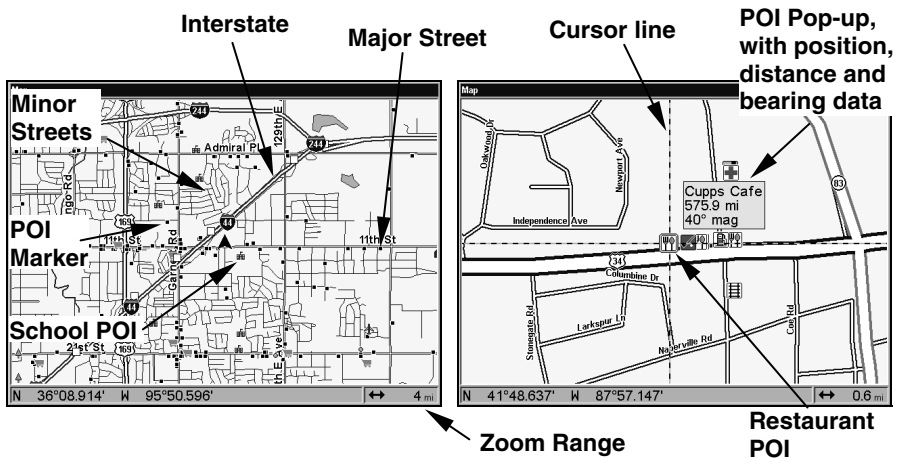 Interstate
Major Street
Cursor line
POI Pop-up,
with position,
distance and
bearing data
Minor
Streets
POI
Marker
School POI
244
Admiral Pl
129th/E
244
169
11th St
Garnett Rd
44
11th St
44
21st St
169
th.E Ave
N 36°08.914' W 95°50.596'
4 mi
Map
Oakwood Dr
Newport Ave
Independence Ave
Cupps Cafe
575.9 mi
40° mag
83
34
Columbine Dr
Stonegate Rd
Larkspur Ln
Naperville Rd
Coe Rd
N 41°48.637' W 87°57.147'
0.6 mi
Zoom Range
Restaurant
POI